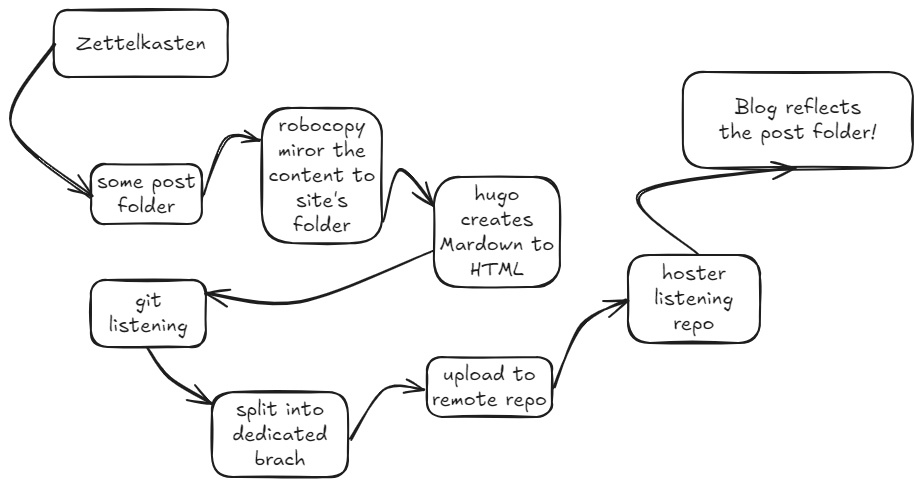 Zettelkasten
some post
folder
robocopy
miror the
content to
site's
folder
hugo
creates
Mardown to
HTML
git
listening
split into
dedicated
brach
upload to
remote repo
hoster
listening
repo
Blog reflects
the post folder!